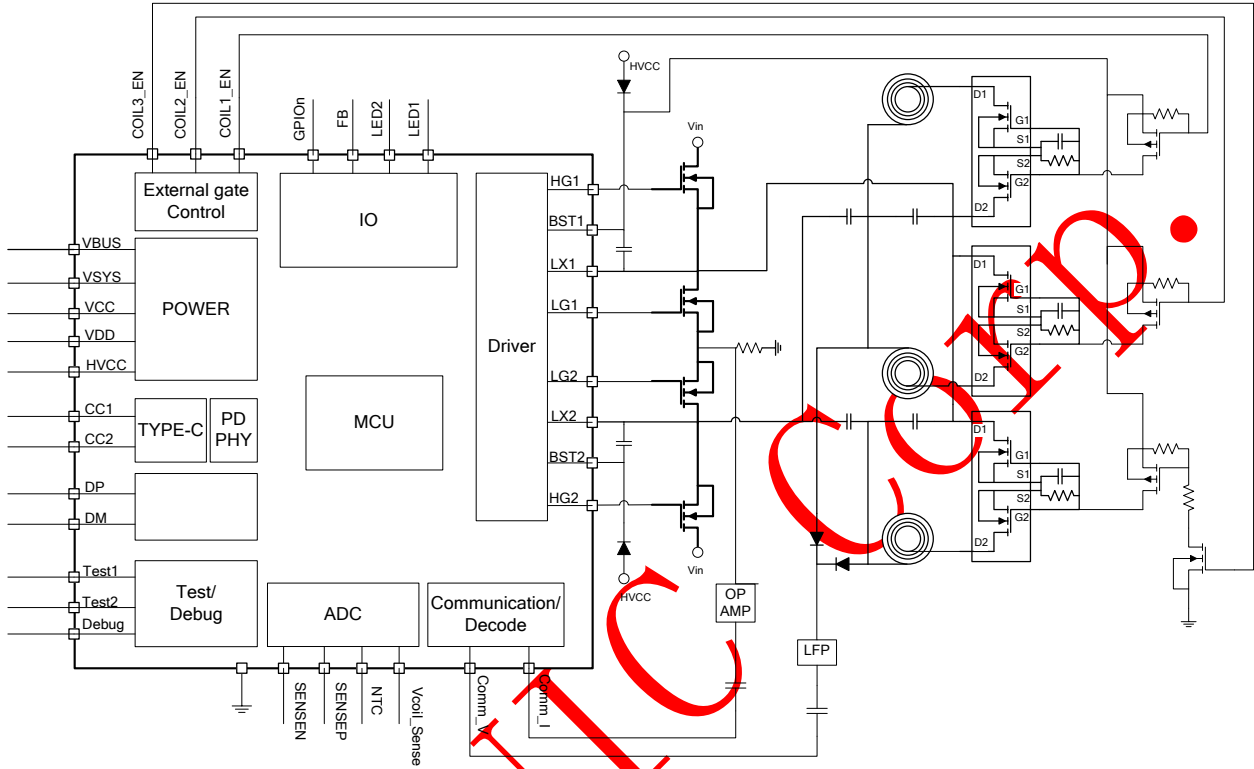 COIL3_EN
COIL2_EN
COIL1_EN
GPIOn
FB
LED2
LED1
External gate
Control
IO
VBUS
VSYS
VCC
VDD
HVCC
POWER
CC1
CC2
TYPE-C
PD
PHY
MCU
DP
DM
Test1
Test2
Debug
Test/
Debug
ADC
Communication/
Decode
SENSEN
SENSEP
NTC
Vcoil_Sense
Comm_V
Comm_I
Driver
HG1
BST1
LX1
LG1
LG2
LX2
BST2
HG2
HVCC
Vin
Vin
HVCC
OP
AMP
LFP
D1
G1
S1
S2
G2
D2
D1
G1
S1
S2
G2
D2
D1
G1
S1
S2
G2
D2
Corp.